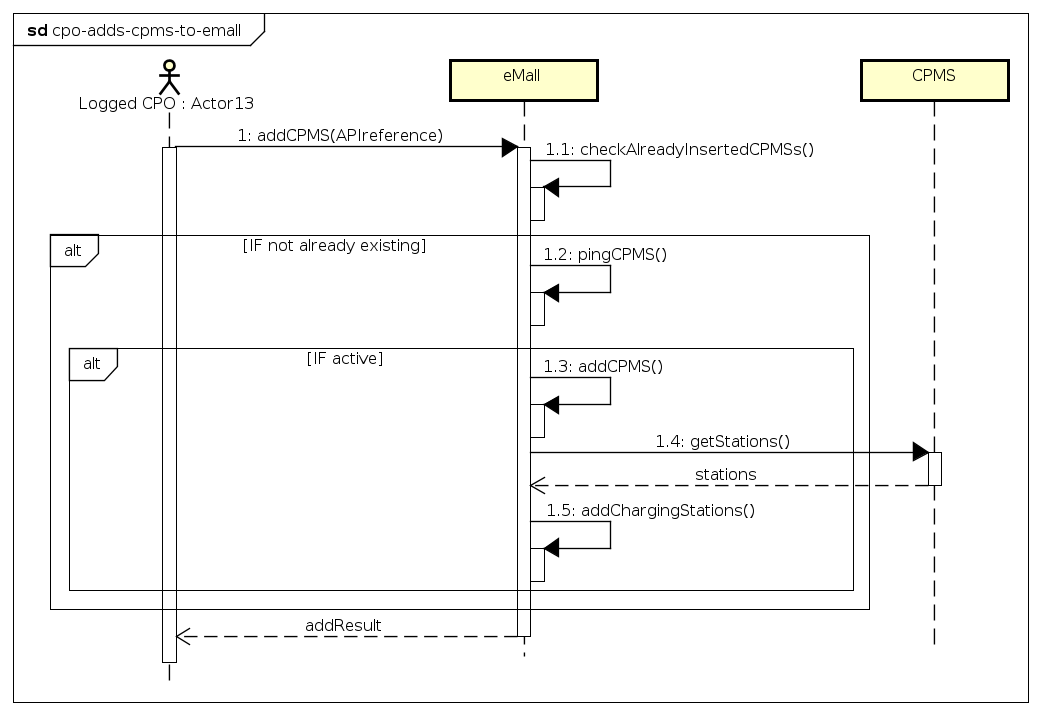 sd cpo-adds-cpms-to-emall
Logged CPO : Actor13
eMall
CPMS
1: addCPMS(APIreference)
1.1: checkAlreadyInsertedCPMSs()
alt
[IF not already existing]
1.2: pingCPMS()
alt
[IF active]
1.3: addCPMS()
1.4: getStations()
stations
1.5: addChargingStations()
addResult